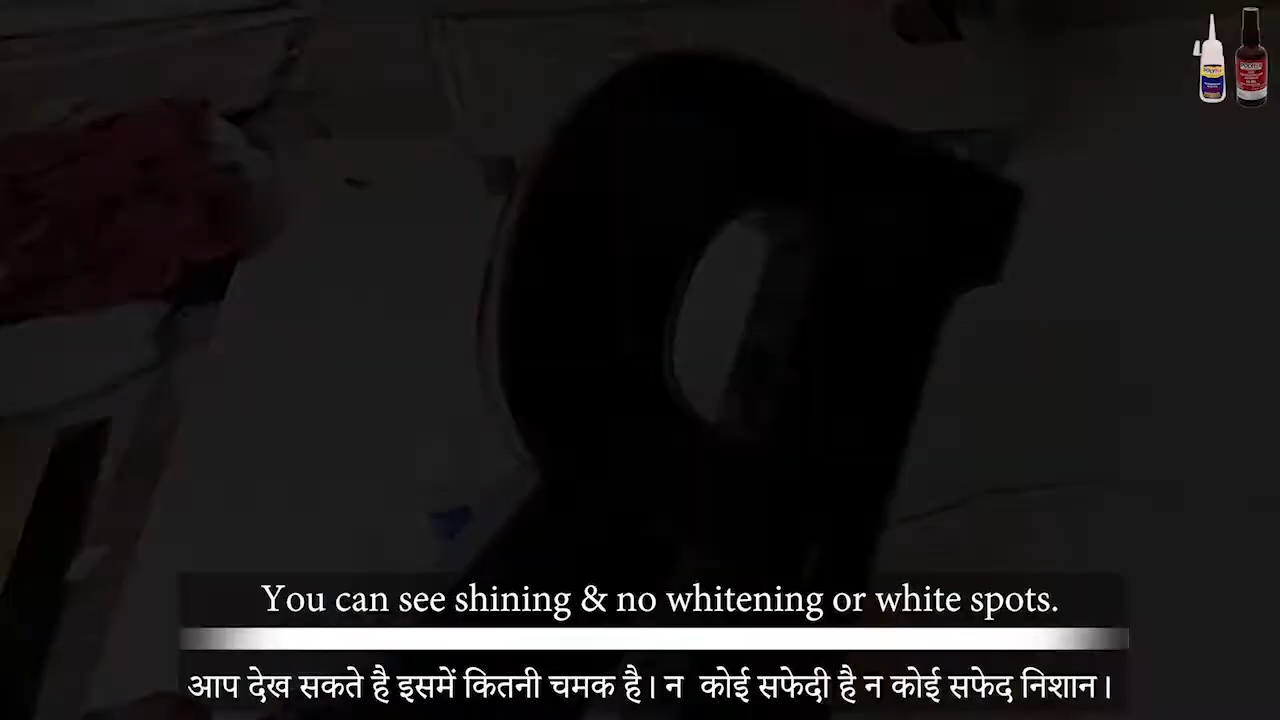 You can see shining & no whitening or white spots.
आप देख सकते है इसमें कितनी चमक है। न कोई सफेदी है न कोई सफेद निशान।